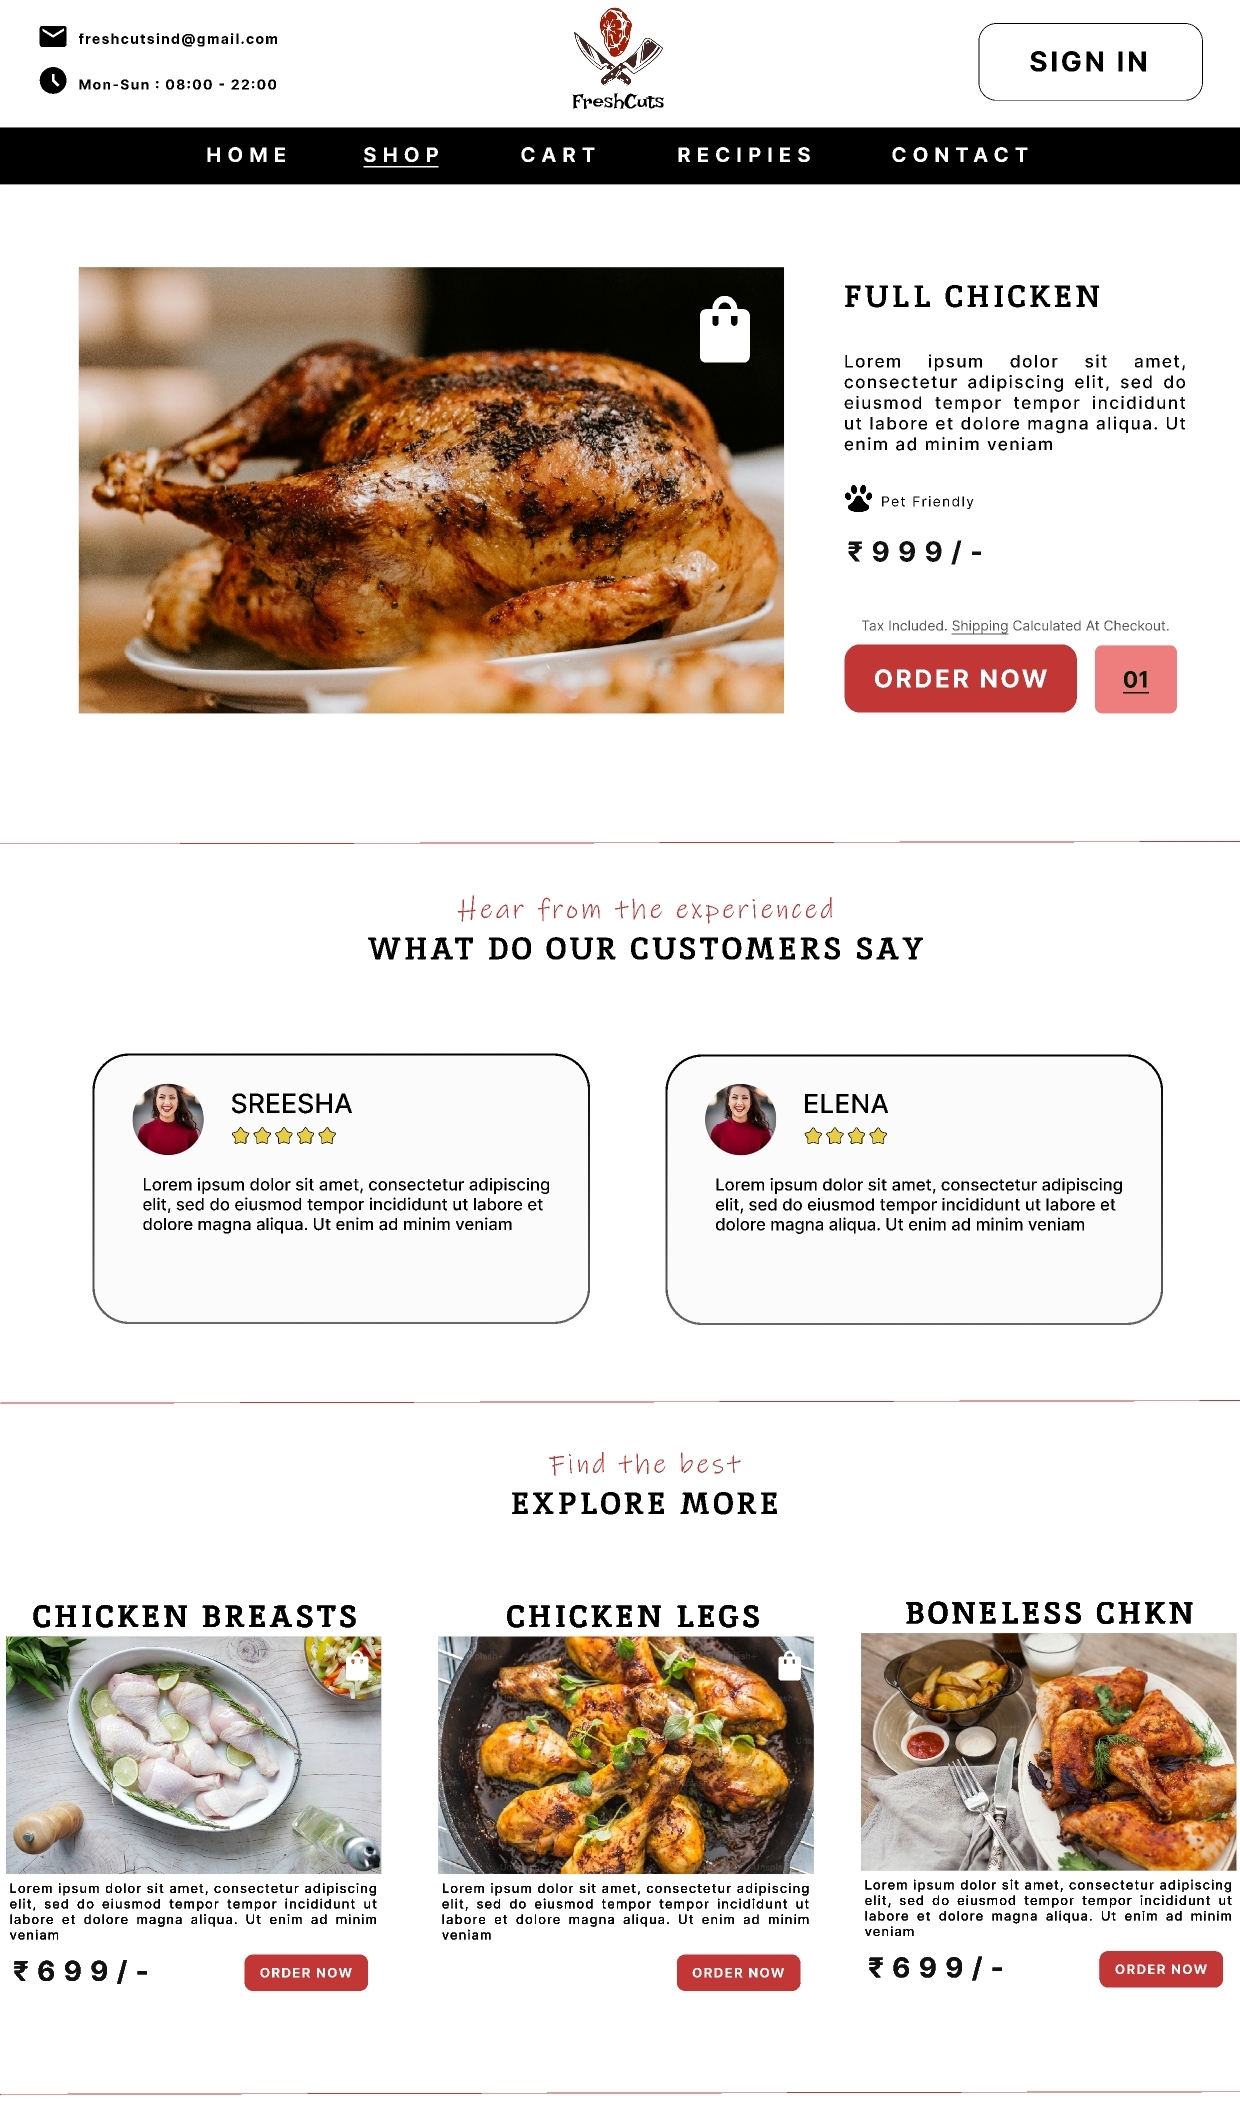 freshcutsind@gmail.com
Mon-Sun : 08:00 - 22:00
FreshCuts
SIGN IN
HOME SHOP CART RECIPIES CONTACT
FULL CHICKEN
Lorem ipsum dolor sit amet,
consectetur adipiscing elit, sed do
eiusmod tempor tempor incididunt
ut labore et dolore magna aliqua. Ut
enim ad minim veniam
Pet Friendly
₹999/-
Tax Included. Shipping Calculated At Checkout.
ORDER NOW 01
Hear from the experienced
WHAT DO OUR CUSTOMERS SAY
SREESHA
Lorem ipsum dolor sit amet, consectetur adipiscing
elit, sed do eiusmod tempor incididunt ut labore et
dolore magna aliqua. Ut enim ad minim veniam
ELENA
Lorem ipsum dolor sit amet, consectetur adipiscing
elit, sed do eiusmod tempor incididunt ut labore et
dolore magna aliqua. Ut enim ad minim veniam
Find the best
EXPLORE MORE
CHICKEN BREASTS
Lorem ipsum dolor sit amet, consectetur adipiscing
elit, sed do eiusmod tempor tempor incididunt ut
labore et dolore magna aliqua. Ut enim ad minim
veniam
₹699/-
ORDER NOW
CHICKEN LEGS
Lorem ipsum dolor sit amet, consectetur adipiscing
elit, sed do eiusmod tempor tempor incididunt ut
labore et dolore magna aliqua. Ut enim ad minim
veniam
ORDER NOW
BONELESS CHKN
Lorem ipsum dolor sit amet, consectetur adipiscing
elit, sed do eiusmod tempor tempor incididunt ut
labore et dolore magna aliqua. Ut enim ad minim
veniam
₹699/-
ORDER NOW